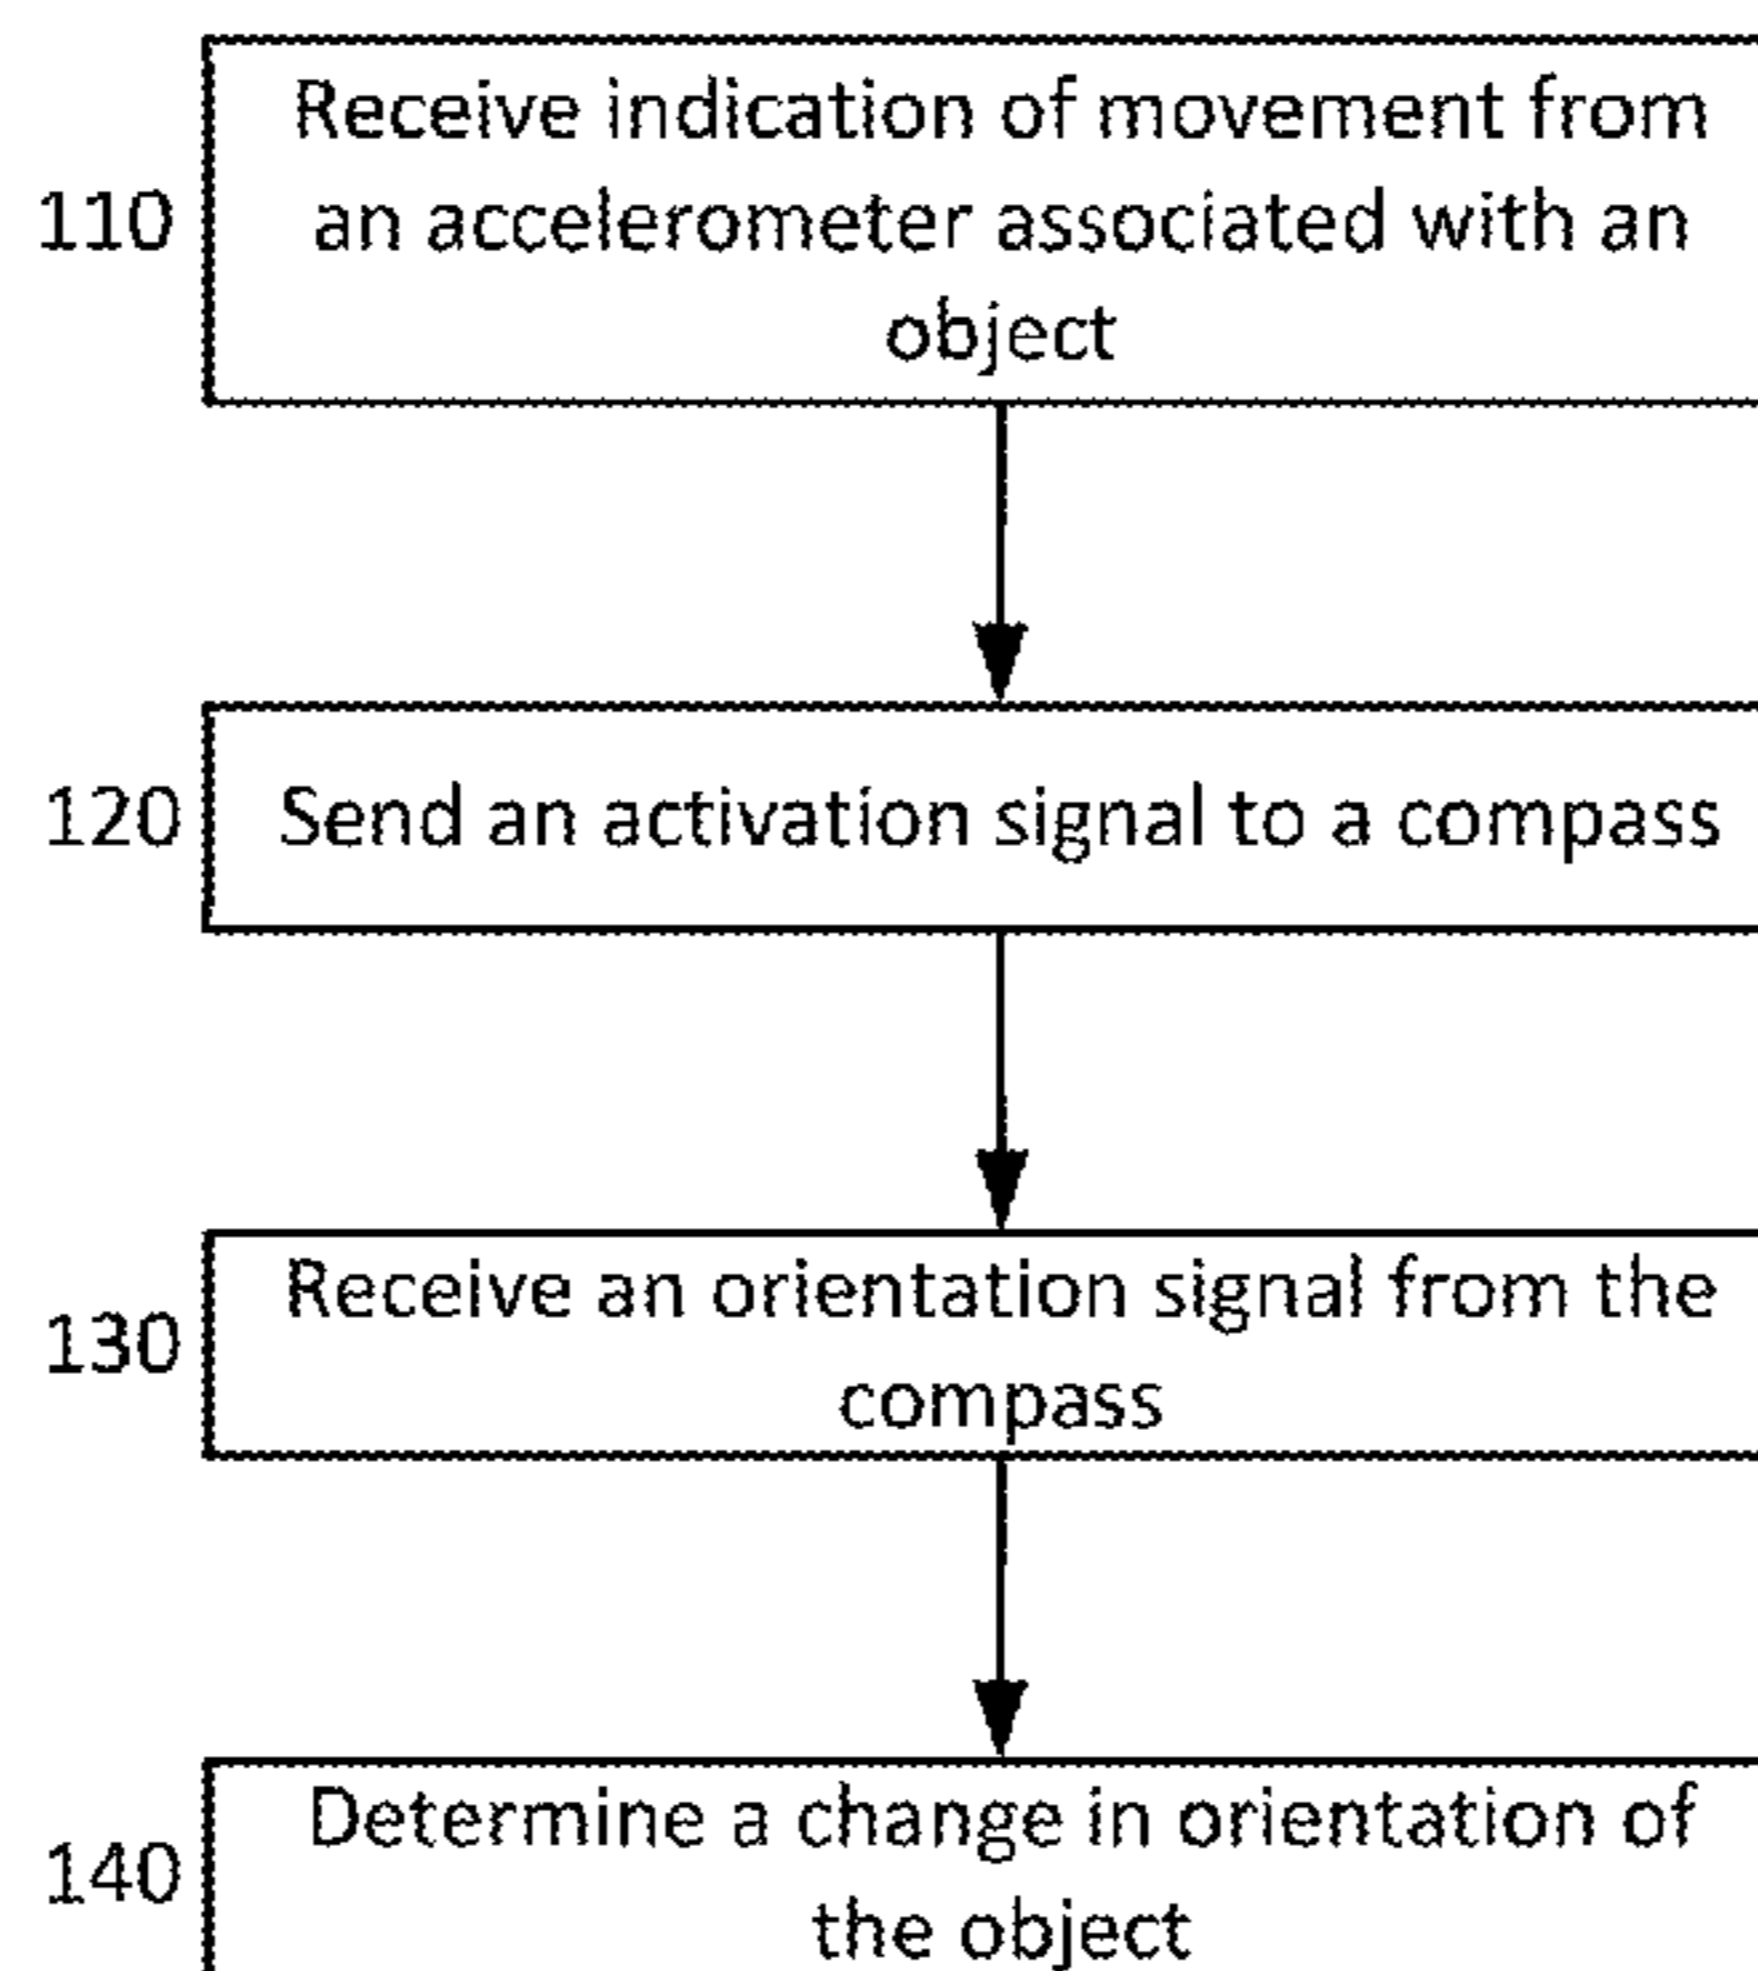 Receive indication of movement from
110
an accelerometer associated with an
object
120
Send an activation signal to a compass
Receive an orientation signal from the
130
compass
Determine a change in orientation of
140
the object